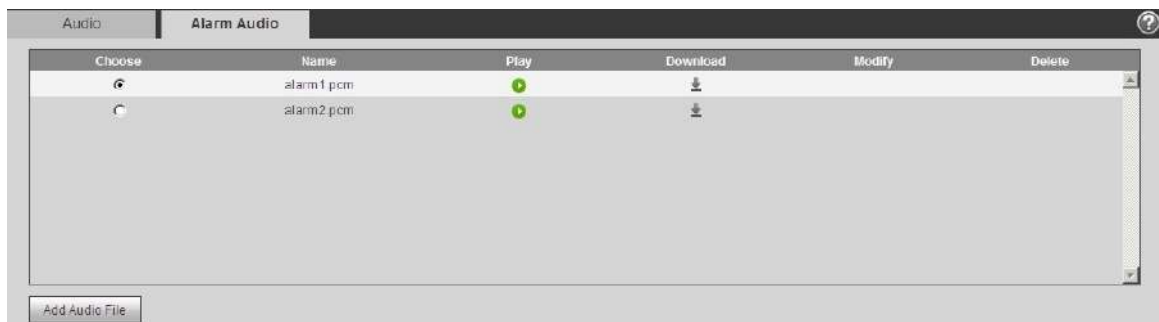 Audio Alarm Audio ?
Choose Name Play Download Modify Delete
alarm1.pcm
alarm2.pcm
Add Audio File